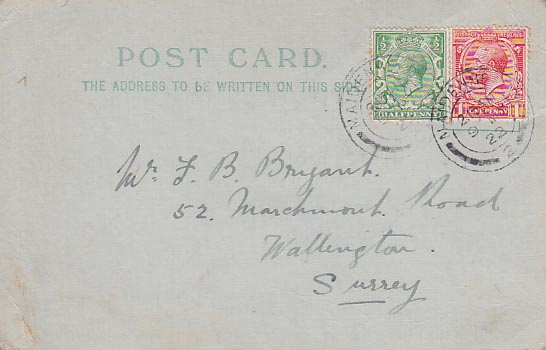 POST CARD.
THE ADDRESS TO BE WRITTEN ON THIS SIDE.
HALFPENNY
ONE PENNY
Mr F. B. Bryant.
52. Marchmont Road
Wallington.
Surrey